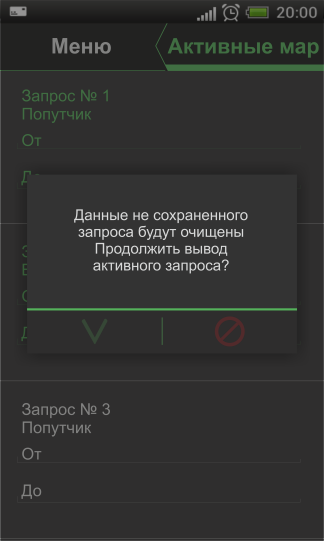 20:00
Меню
Активные мар
Запрос № 1
Попутчик
От
До
Данные не сохраненного
запроса будут очищены
Продолжить вывод
активного запроса?
Запрос № 3
Попутчик
От
До